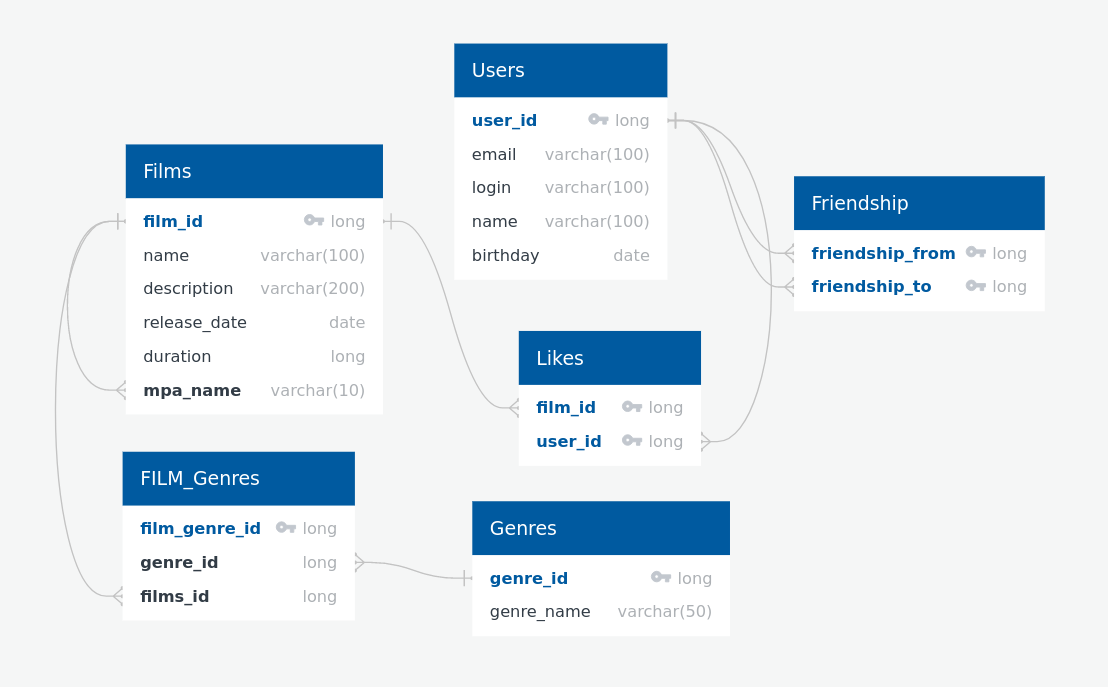 Users
user_id long
email varchar(100)
login varchar(100)
name varchar(100)
birthday date
Films
film_id long
name varchar(100)
description varchar(200)
release_date date
duration long
mpa_name varchar(10)
Friendship
friendship_from long
friendship_to long
Likes
film_id long
user_id long
FILM_Genres
film_genre_id long
genre_id long
films_id long
Genres
genre_id long
genre_name varchar(50)